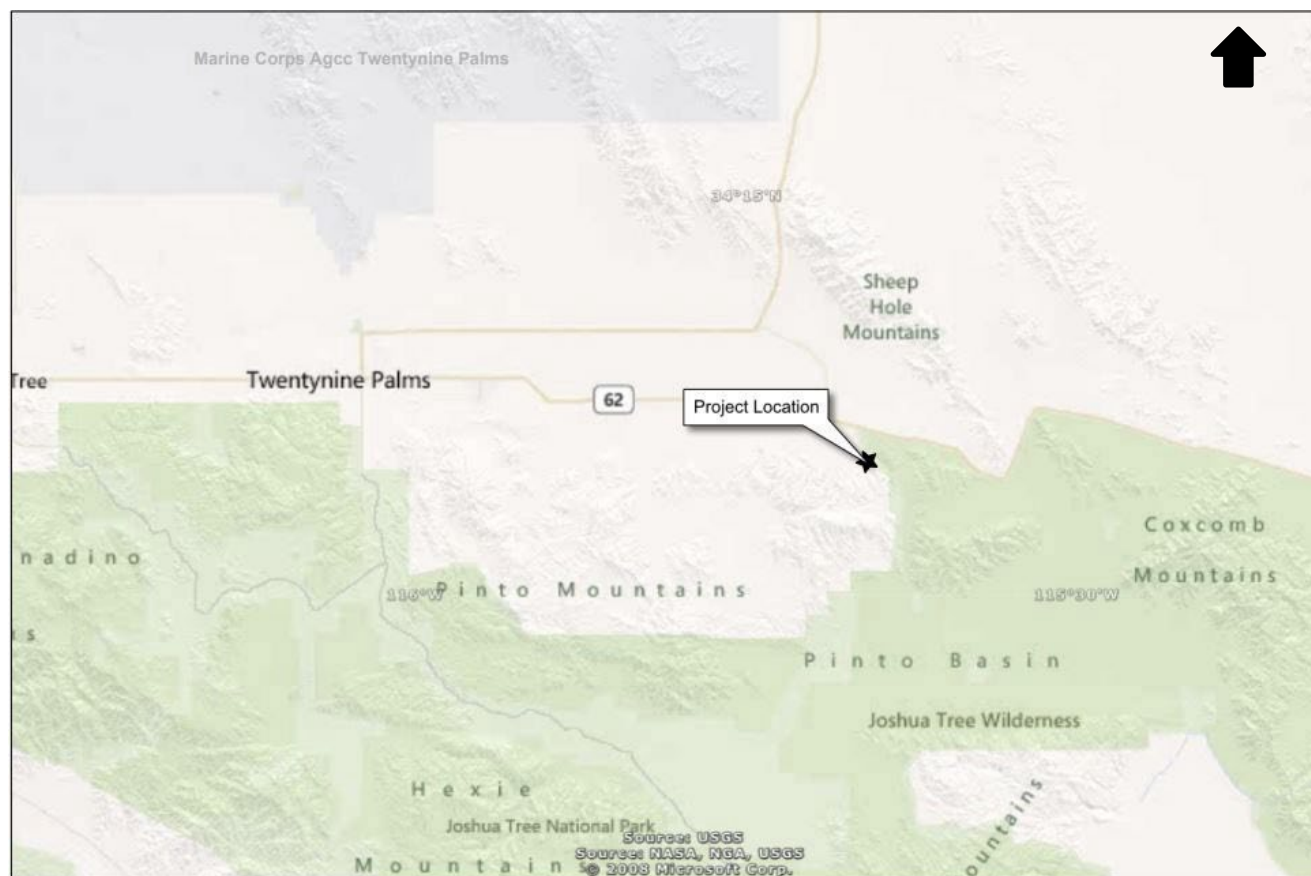 Marine Corps Agcc Twentynine Palms
34°15'N
Sheep
Hole
Mountains
Tree
Twentynine Palms
62
Project Location
Coxcomb
Mountains
nadino
116°W
Pinto Mountains
115°30'W
s
Pinto Basin
Joshua Tree Wilderness
Hexie
Mountains
Joshua Tree National Park
ountains
Source: USGS
Source: NASA, NGA, USGS
© 2008 Microsoft Corp.